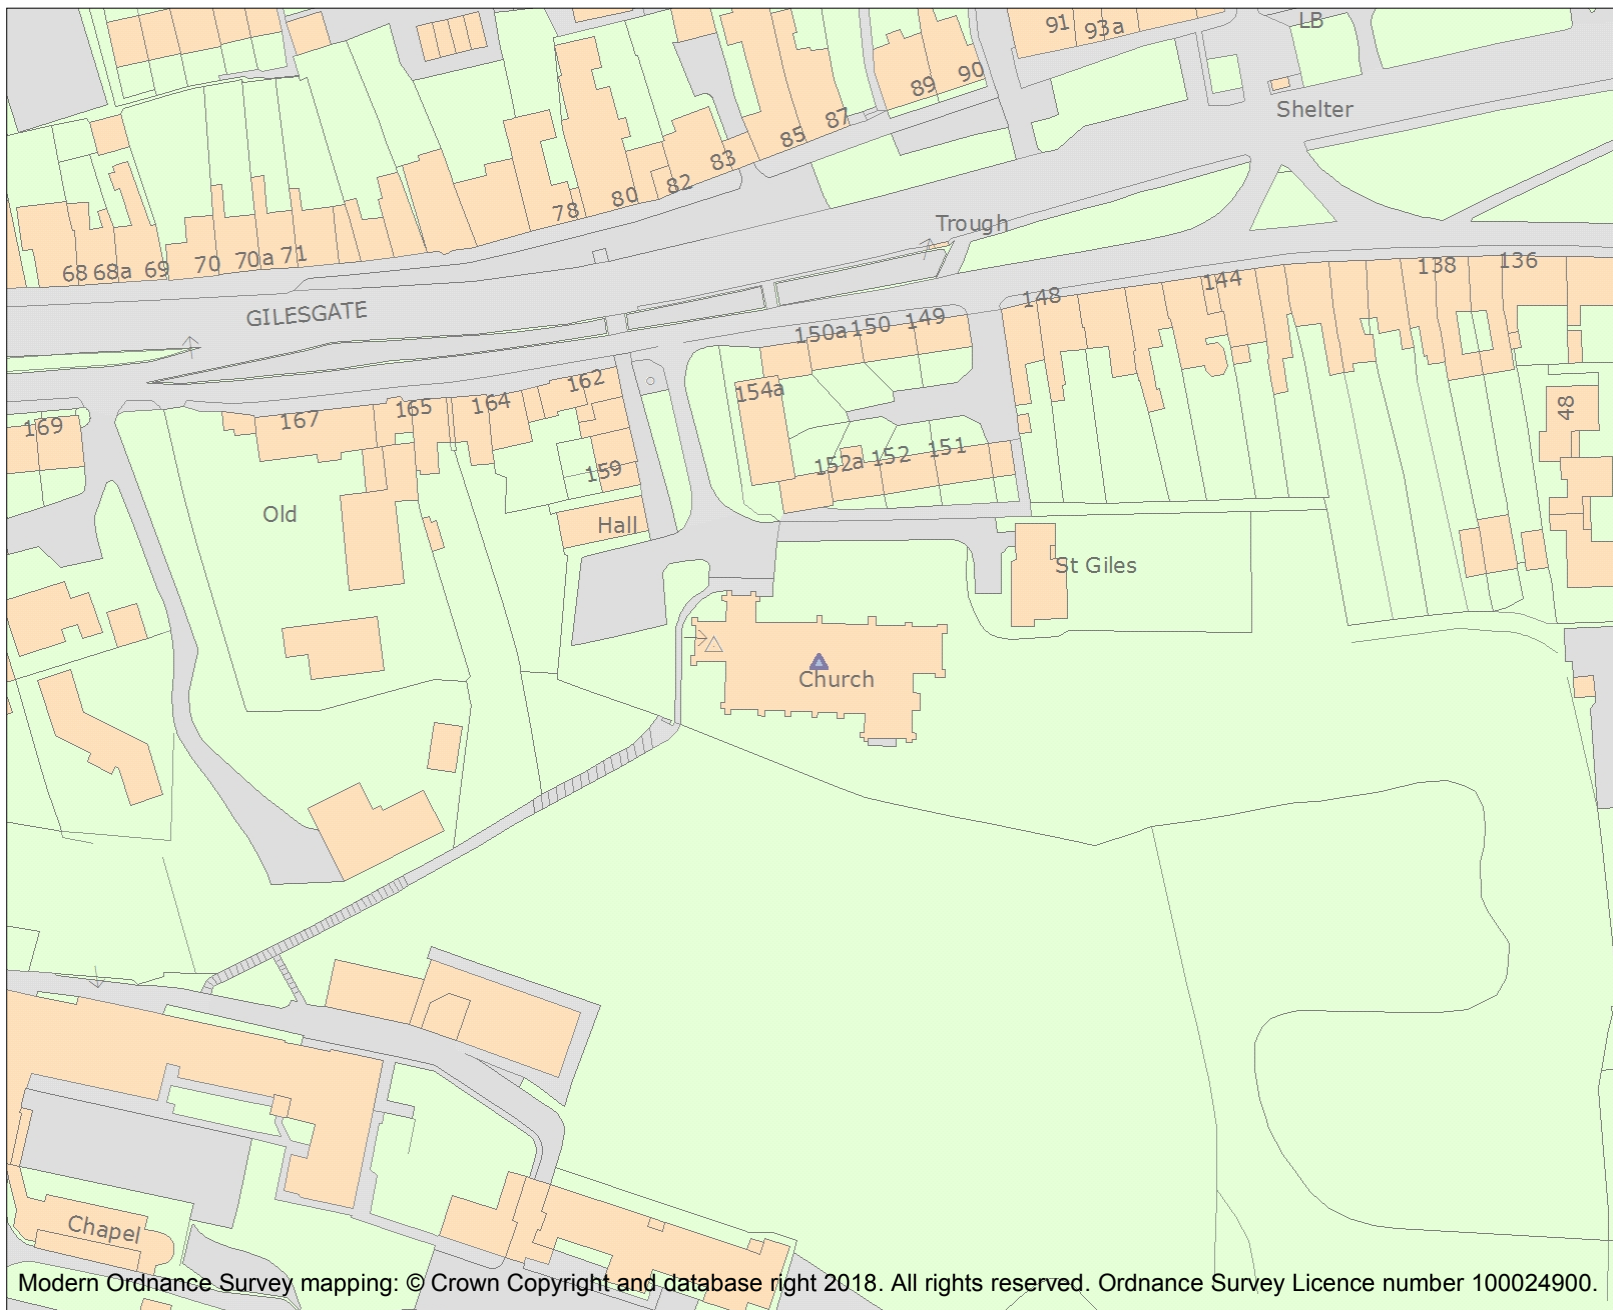 91
93a
LB
89
90
Shelter
87
85
83
82
80
78
Trough
68
68a
69
70
70a
71
GILESGATE
136
138
144
148
149
150
150a
154a
162
164
165
167
169
48
151
152
152a
159
Old
Hall
St Giles
Church
Chapel
Modern Ordnance Survey mapping: © Crown Copyright and database right 2018. All rights reserved. Ordnance Survey Licence number 100024900.